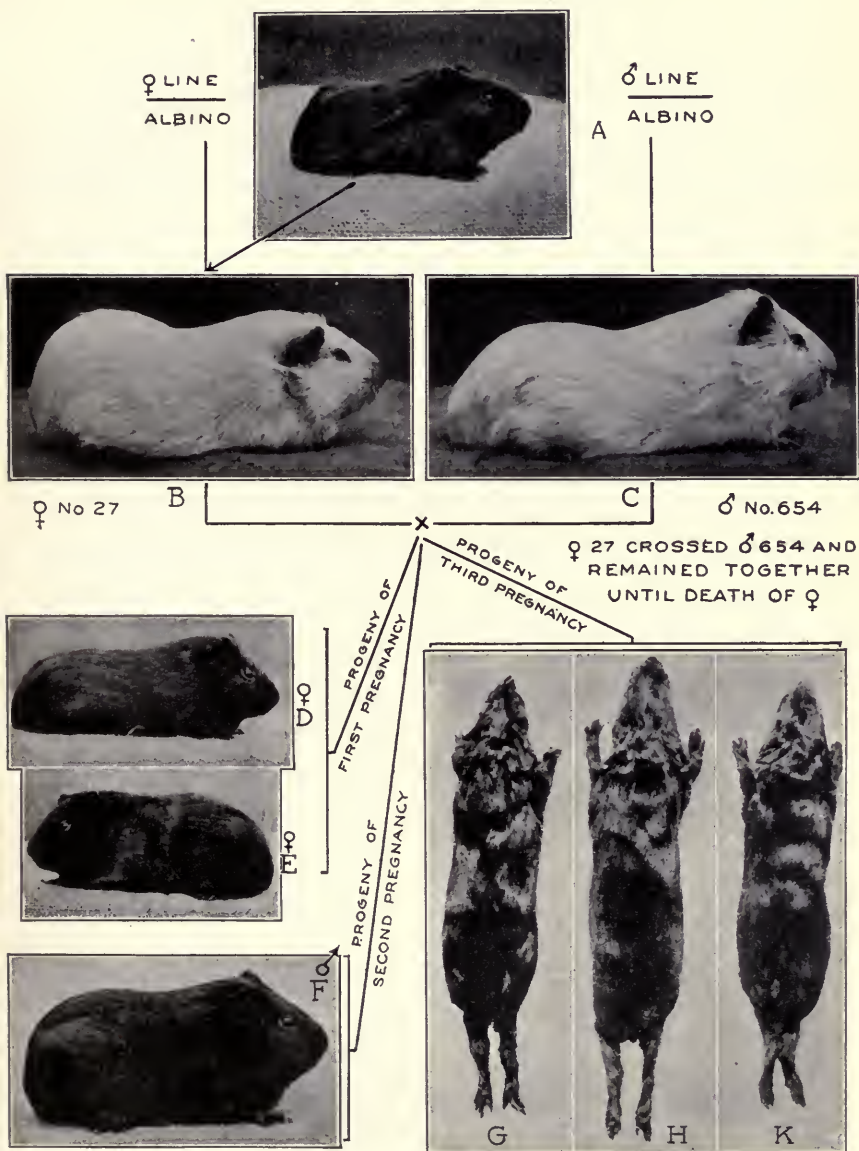 ♀ LINE
ALBINO
♂ LINE
ALBINO
A
♀ No 27
B
C
♂ No. 654
×
♀ 27 CROSSED ♂ 654 AND
REMAINED TOGETHER
UNTIL DEATH OF ♀
PROGENY OF
FIRST PREGNANCY
PROGENY OF
SECOND PREGNANCY
PROGENY OF
THIRD PREGNANCY
D♀
E♀
F♂
G
H
K